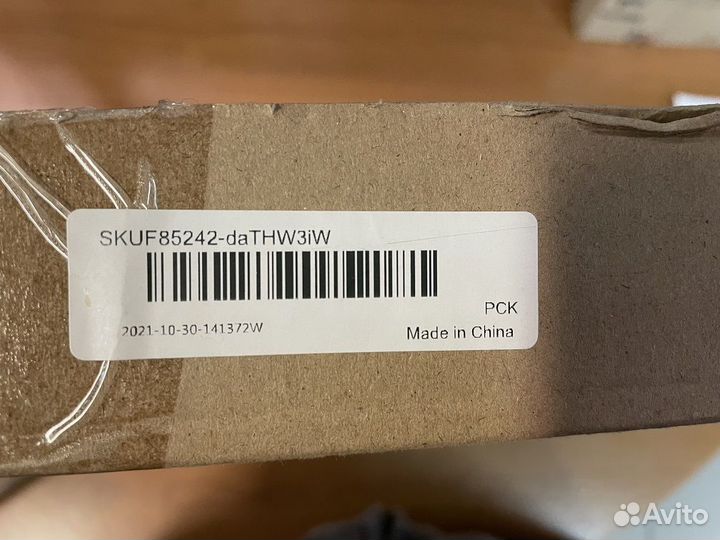 SKUF85242-daTHW3iW
PCK
2021-10-30-141372W
Made in China
Avito